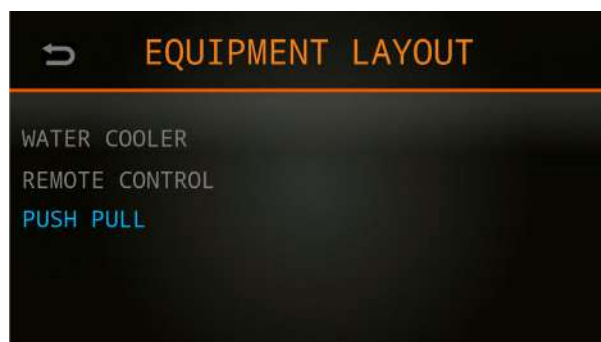 EQUIPMENT LAYOUT
WATER COOLER
REMOTE CONTROL
PUSH PULL